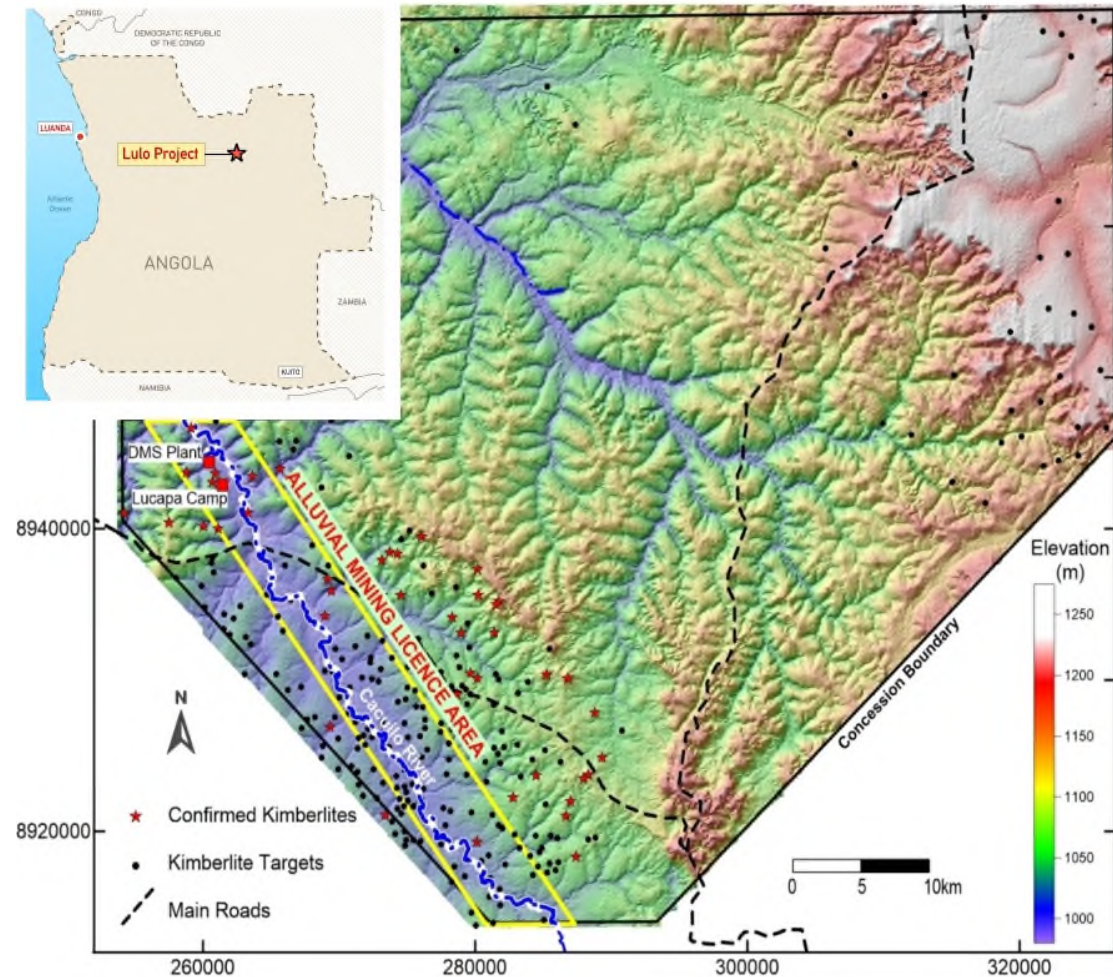 CONGO
DEMOCRATIC REPUBLIC
OF THE CONGO
LUANDA
Lulo Project
Atlantic
Ocean
ANGOLA
ZAMBIA
KUITO
NAMIBIA
DMS Plant
Lucapa Camp
ALLUVIAL MINING LICENCE AREA
Cacuilo River
Concession Boundary
8940000
8920000
N
Confirmed Kimberlites
Kimberlite Targets
Main Roads
Elevation
(m)
1250
1200
1150
1100
1050
1000
0 5 10km
260000 280000 300000 320000